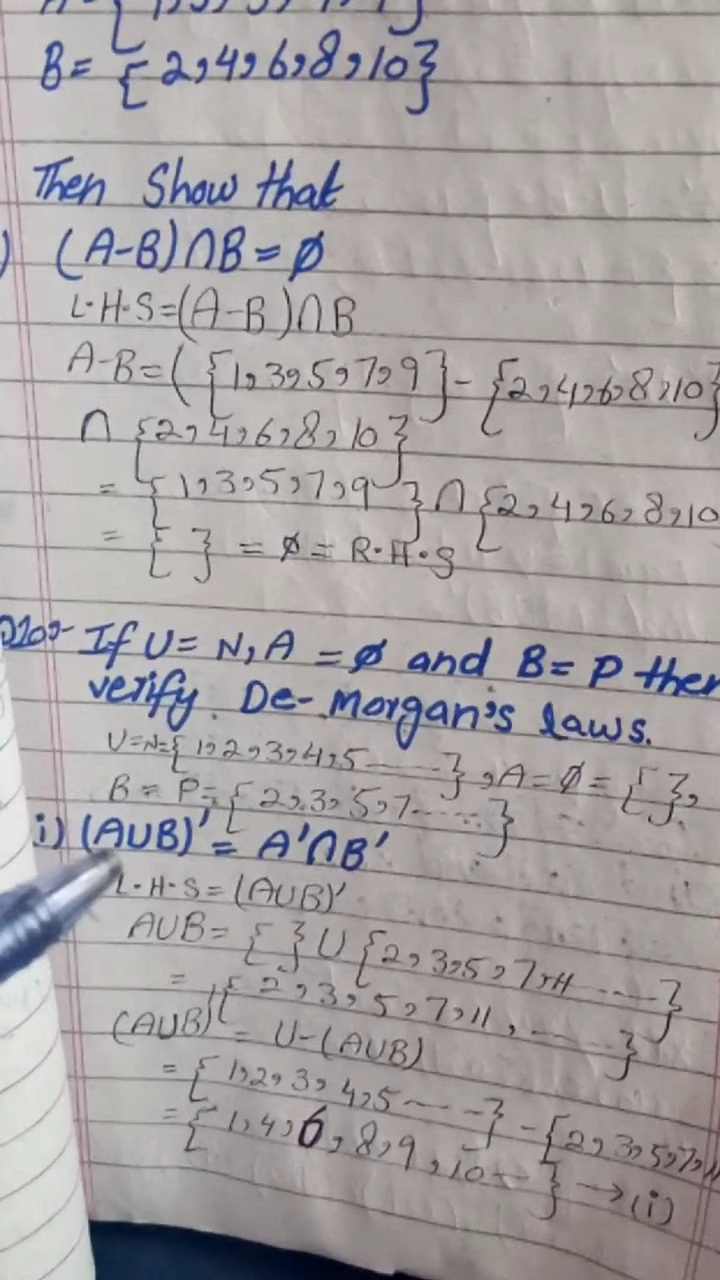 B = {2,4,6,8,10}
Then Show that
) (A-B)∩B = ø
L.H.S=(A-B)∩B
A-B=( {1,3,5,7,9} - {2,4,6,8,10}
∩ {2,4,6,8,10}
= {1,3,5,7,9 } ∩ {2,4,6,8,10
= { } = ø = R.H.S
Q10:- If U= N, A = ø and B= P then
verify De-Morgan's laws.
U=N={1,2,3,4,5------}, A=ø={ },
B = P={2,3,5,7......}
i) (A∪B)' = A'∩B'
L.H.S=(A∪B)'
A∪B= { } ∪ {2,3,5,7,11 ----}
= {2,3,5,7,11,----}
(A∪B)' = U-(A∪B)
= {1,2,3,4,5-----} - {2,3,5,7,11
= {1,4,6,8,9,10--} → (i)